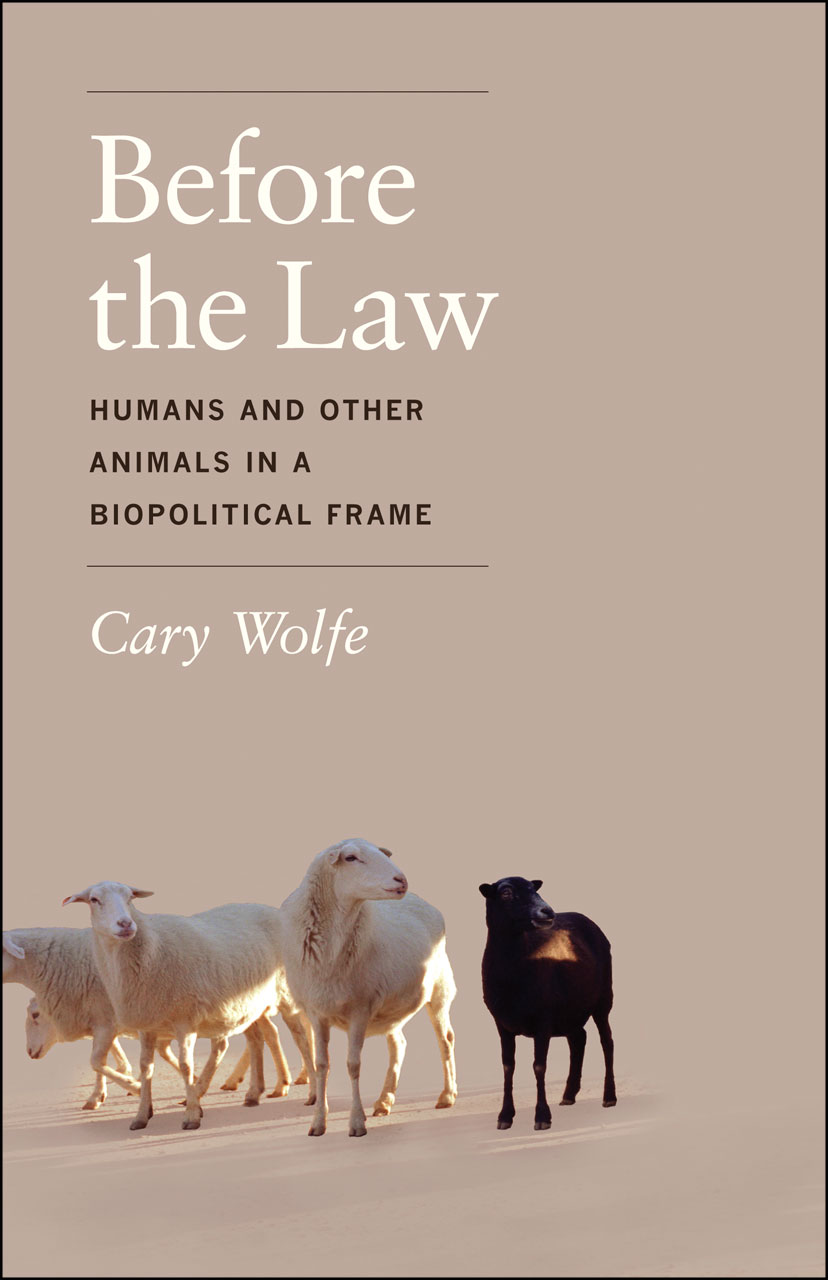 Before
the Law
HUMANS AND OTHER
ANIMALS IN A
BIOPOLITICAL FRAME
Cary Wolfe